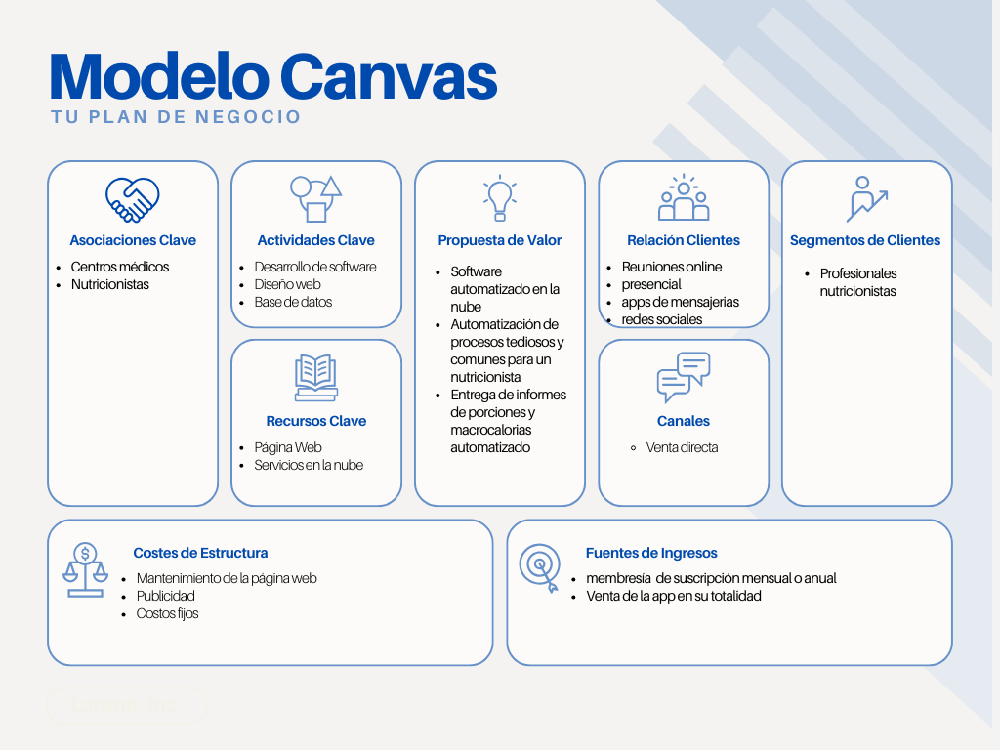 Modelo Canvas
TU PLAN DE NEGOCIO
Asociaciones Clave
• Centros médicos
• Nutricionistas
Actividades Clave
• Desarrollo de software
• Diseño web
• Base de datos
Recursos Clave
• Página Web
• Servicios en la nube
Propuesta de Valor
• Software
automatizado en la
nube
• Automatización de
procesos tediosos y
comunes para un
nutricionista
• Entrega de informes
de porciones y
macrocalorias
automatizado
Relación Clientes
• Reuniones online
• presencial
• apps de mensajerias
• redes sociales
Canales
◦ Venta directa
Segmentos de Clientes
• Profesionales
nutricionistas
Costes de Estructura
• Mantenimiento de la página web
• Publicidad
• Costos fijos
Fuentes de Ingresos
• membresía de suscripción mensual o anual
• Venta de la app en su totalidad